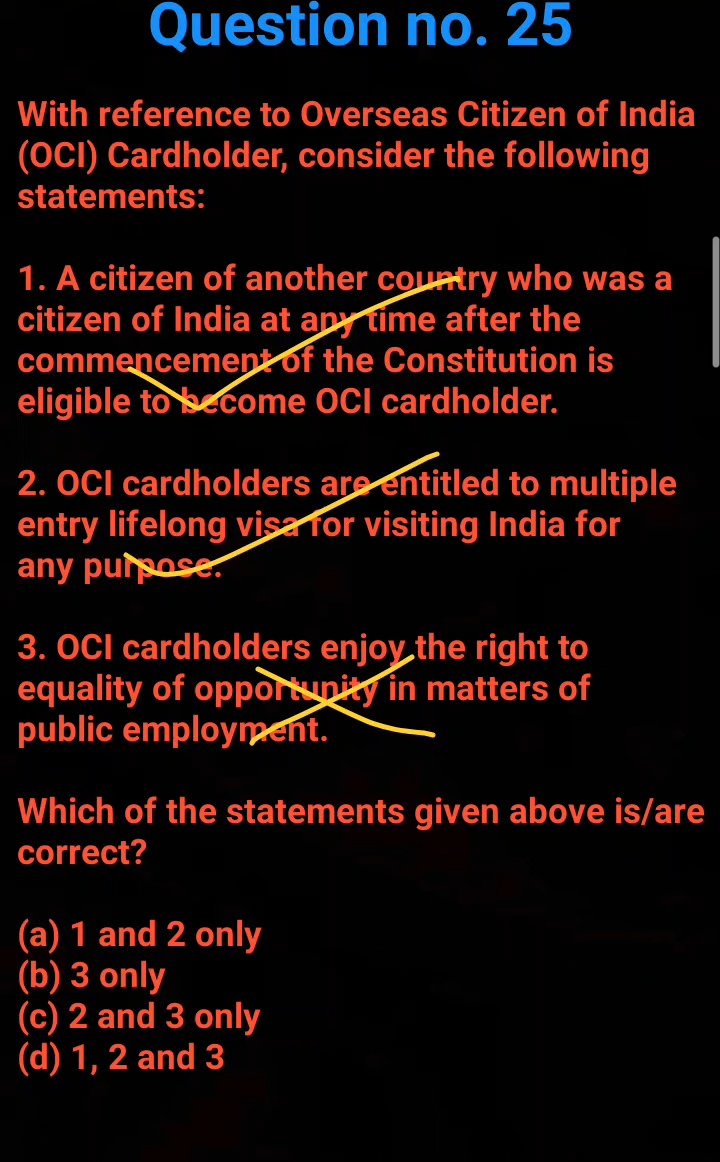 Question no. 25
With reference to Overseas Citizen of India
(OCI) Cardholder, consider the following
statements:
1. A citizen of another country who was a
citizen of India at any time after the
commencement of the Constitution is
eligible to become OCI cardholder.
2. OCI cardholders are entitled to multiple
entry lifelong visa for visiting India for
any purpose.
3. OCI cardholders enjoy the right to
equality of opportunity in matters of
public employment.
Which of the statements given above is/are
correct?
(a) 1 and 2 only
(b) 3 only
(c) 2 and 3 only
(d) 1, 2 and 3